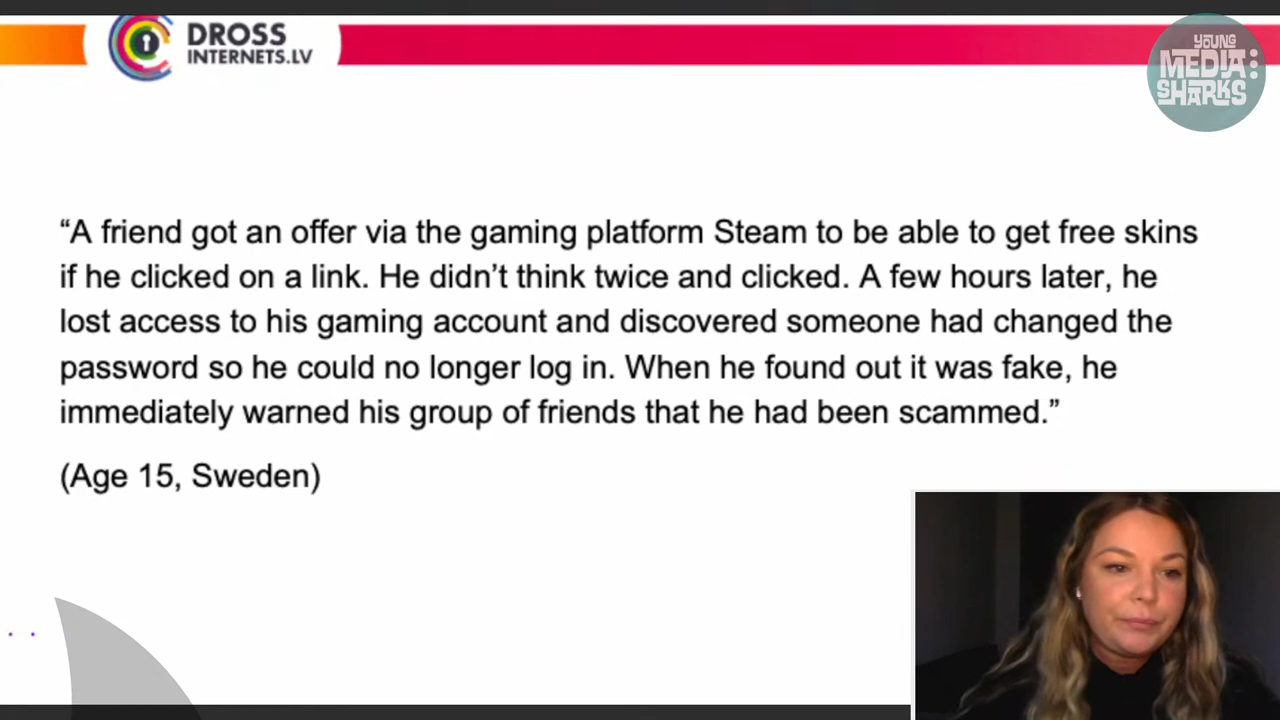 DROSS
INTERNETS.LV
YOUNG
MEDIA:
SHARKS
“A friend got an offer via the gaming platform Steam to be able to get free skins
if he clicked on a link. He didn’t think twice and clicked. A few hours later, he
lost access to his gaming account and discovered someone had changed the
password so he could no longer log in. When he found out it was fake, he
immediately warned his group of friends that he had been scammed.”
(Age 15, Sweden)